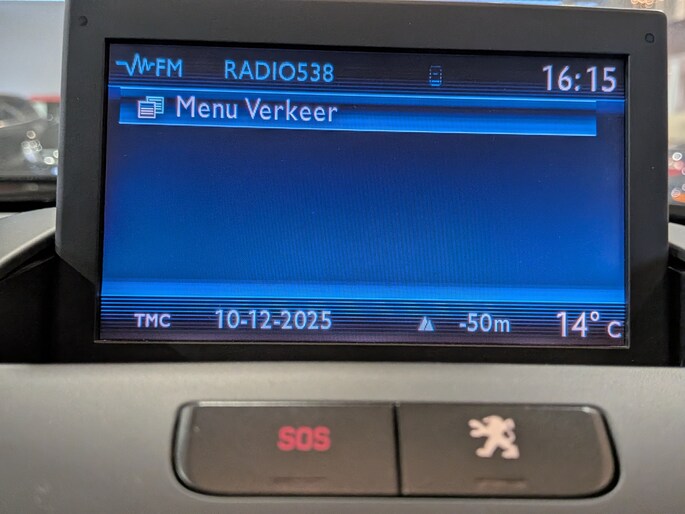 FM RADIO538 16:15
Menu Verkeer
TMC 10-12-2025 -50m 14° C
SOS